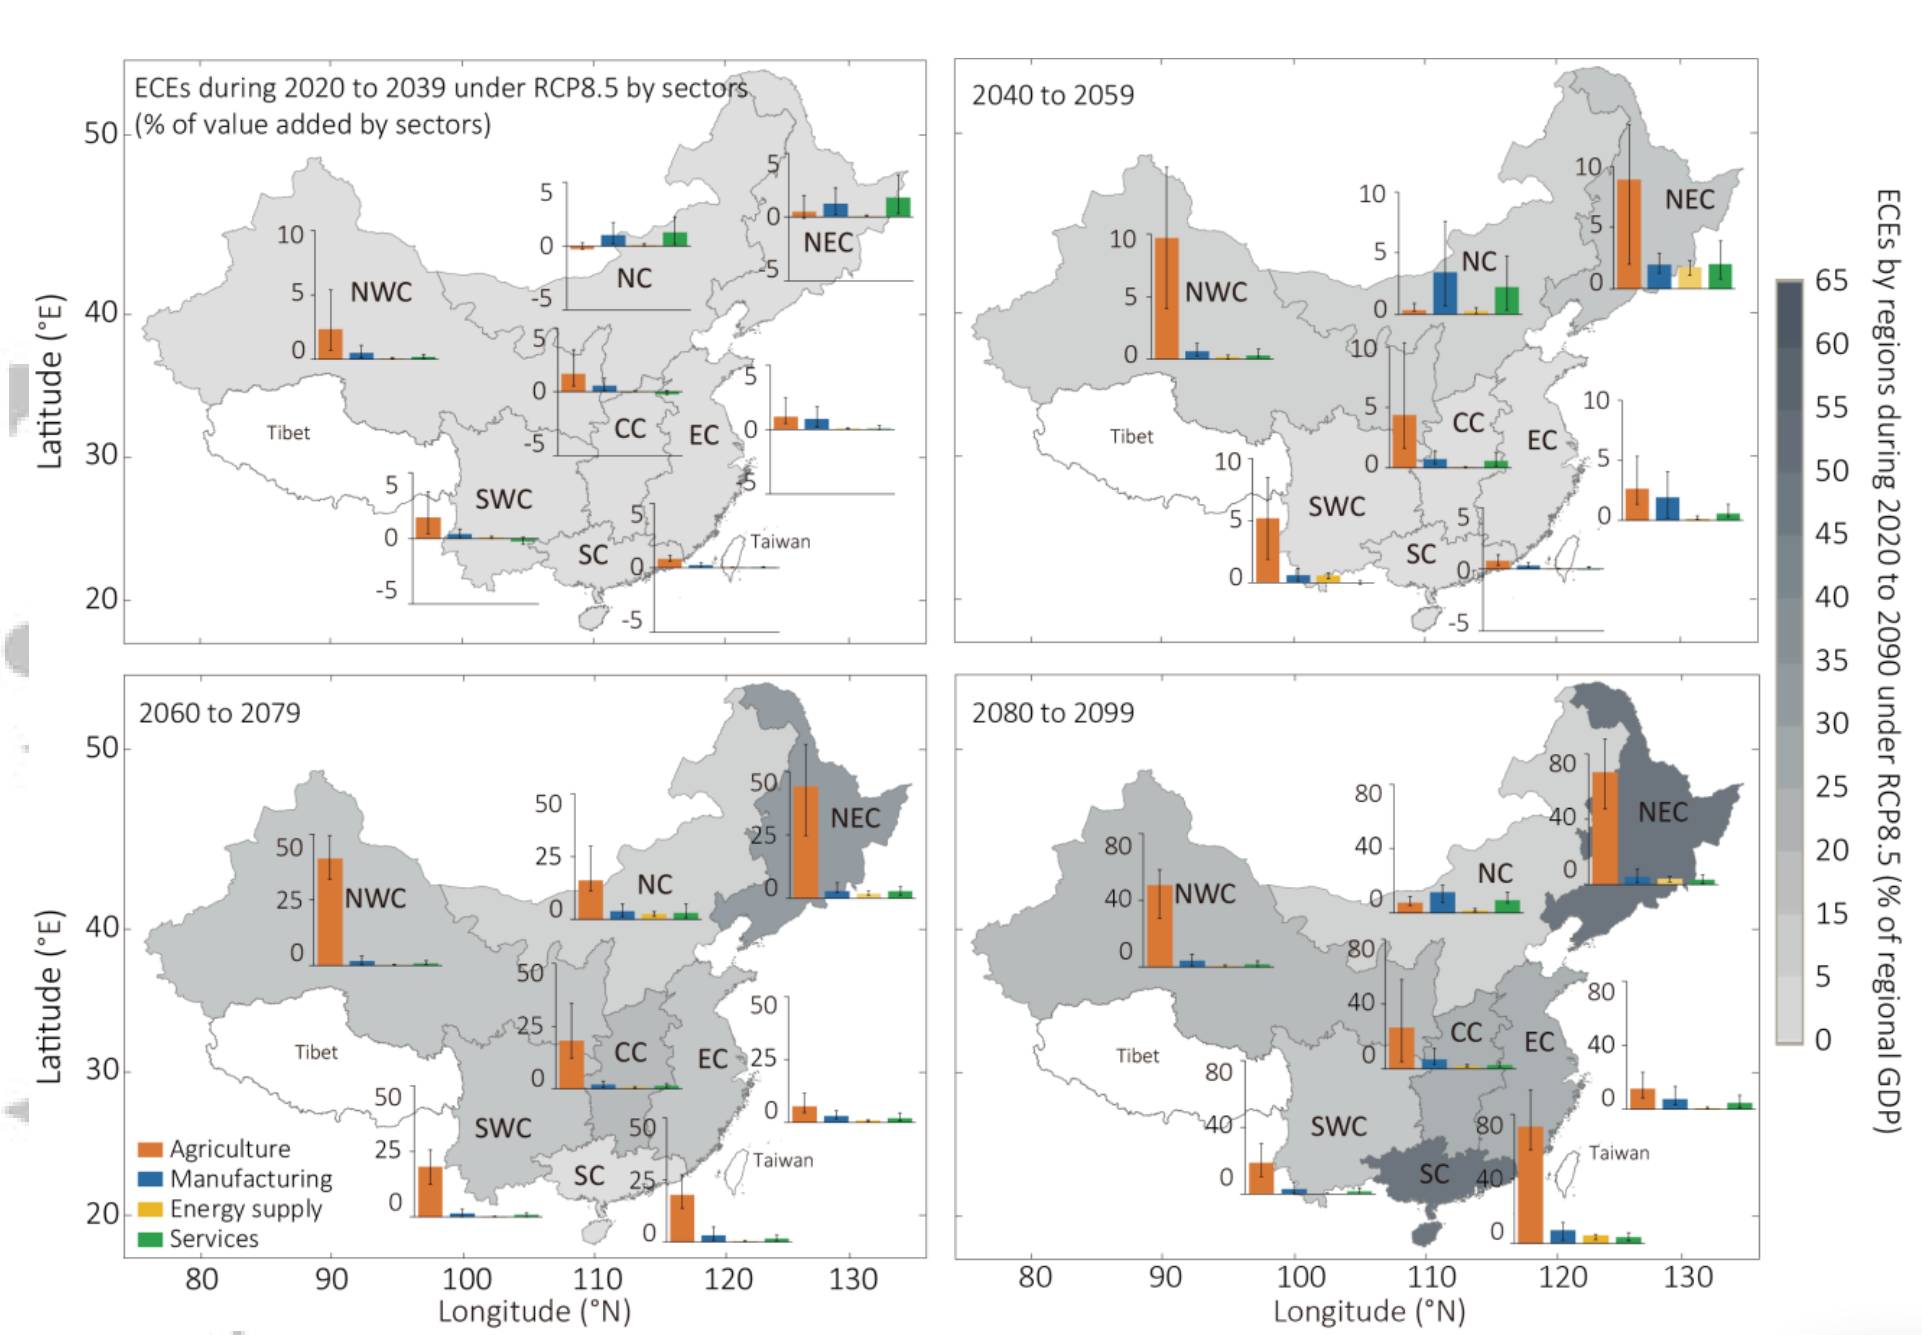 ECEs during 2020 to 2039 under RCP8.5 by sectors
(% of value added by sectors)
50
40
30
20
Latitude (°E)
10
5
0
NWC
5
0
-5
NC
5
0
-5
NEC
5
0
-5
CC
EC
5
0
-5
Tibet
5
0
-5
SWC
SC
5
0
-5
Taiwan
2040 to 2059
10
5
0
NWC
10
5
0
NC
10
5
0
NEC
10
5
0
CC
EC
10
5
0
Tibet
10
5
0
SWC
SC
5
0
-5
2060 to 2079
50
40
30
20
Latitude (°E)
50
25
0
NWC
50
25
0
NC
50
25
0
NEC
50
25
0
CC
EC
50
25
0
Tibet
50
25
0
SWC
SC
50
25
0
Taiwan
Agriculture
Manufacturing
Energy supply
Services
80
90
100
110
120
130
Longitude (°N)
2080 to 2099
80
40
0
NWC
80
40
0
NC
80
40
0
NEC
80
40
0
CC
EC
80
40
0
Tibet
80
40
0
SWC
SC
80
40
0
Taiwan
80
90
100
110
120
130
Longitude (°N)
65
60
55
50
45
40
35
30
25
20
15
5
0
ECEs by regions during 2020 to 2090 under RCP8.5 (% of regional GDP)